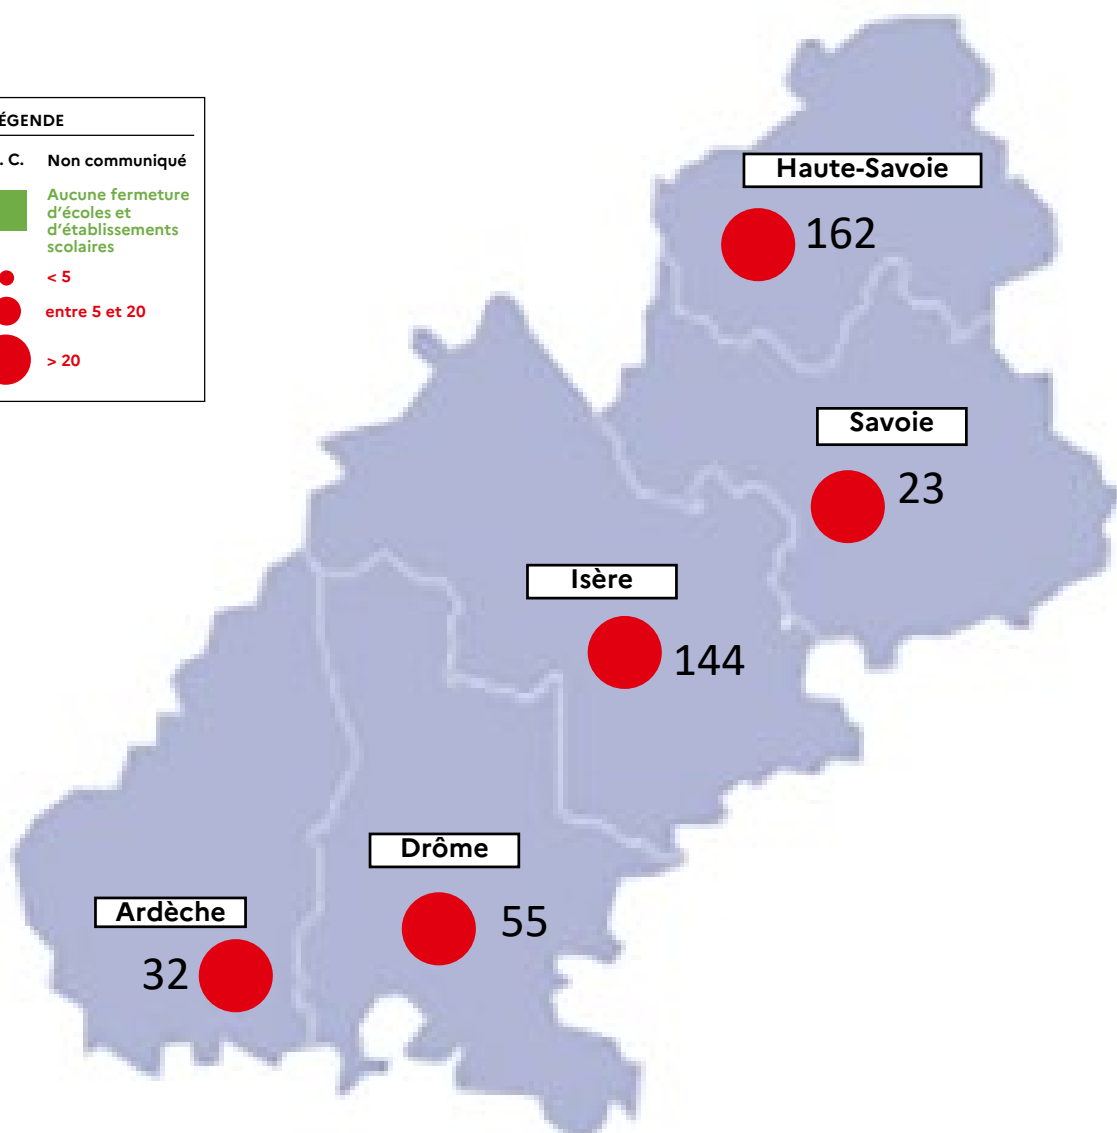 ÉGENDE
. C. Non communiqué
Aucune fermeture
d'écoles et
d'établissements
scolaires
< 5
entre 5 et 20
> 20
Haute-Savoie
162
Savoie
23
Isère
144
Drôme
55
Ardèche
32